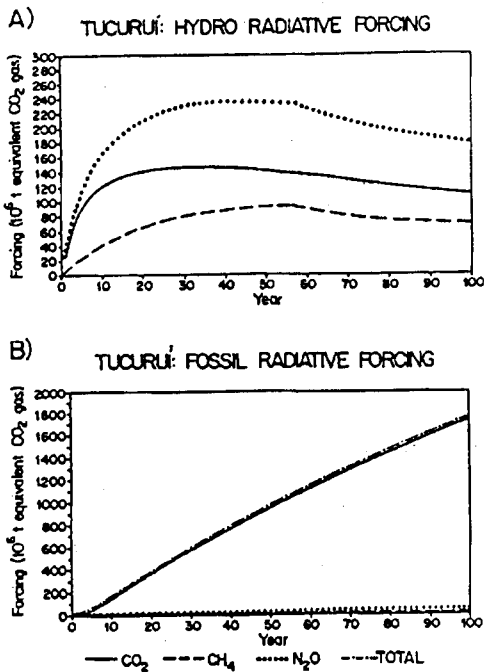 A)
TUCURUÍ: HYDRO RADIATIVE FORCING
Forcing (10⁶ t equivalent CO₂ gas)
300
280
260
240
220
200
180
160
140
120
100
80
60
40
20
0
0 10 20 30 40 50 60 70 80 90 100
Year
B)
TUCURUÍ: FOSSIL RADIATIVE FORCING
Forcing (10⁶ t equivalent CO₂ gas)
2000
1800
1600
1400
1200
1000
800
600
400
200
0
0 10 20 30 40 50 60 70 80 90 100
Year
CO₂ CH₄ N₂O TOTAL